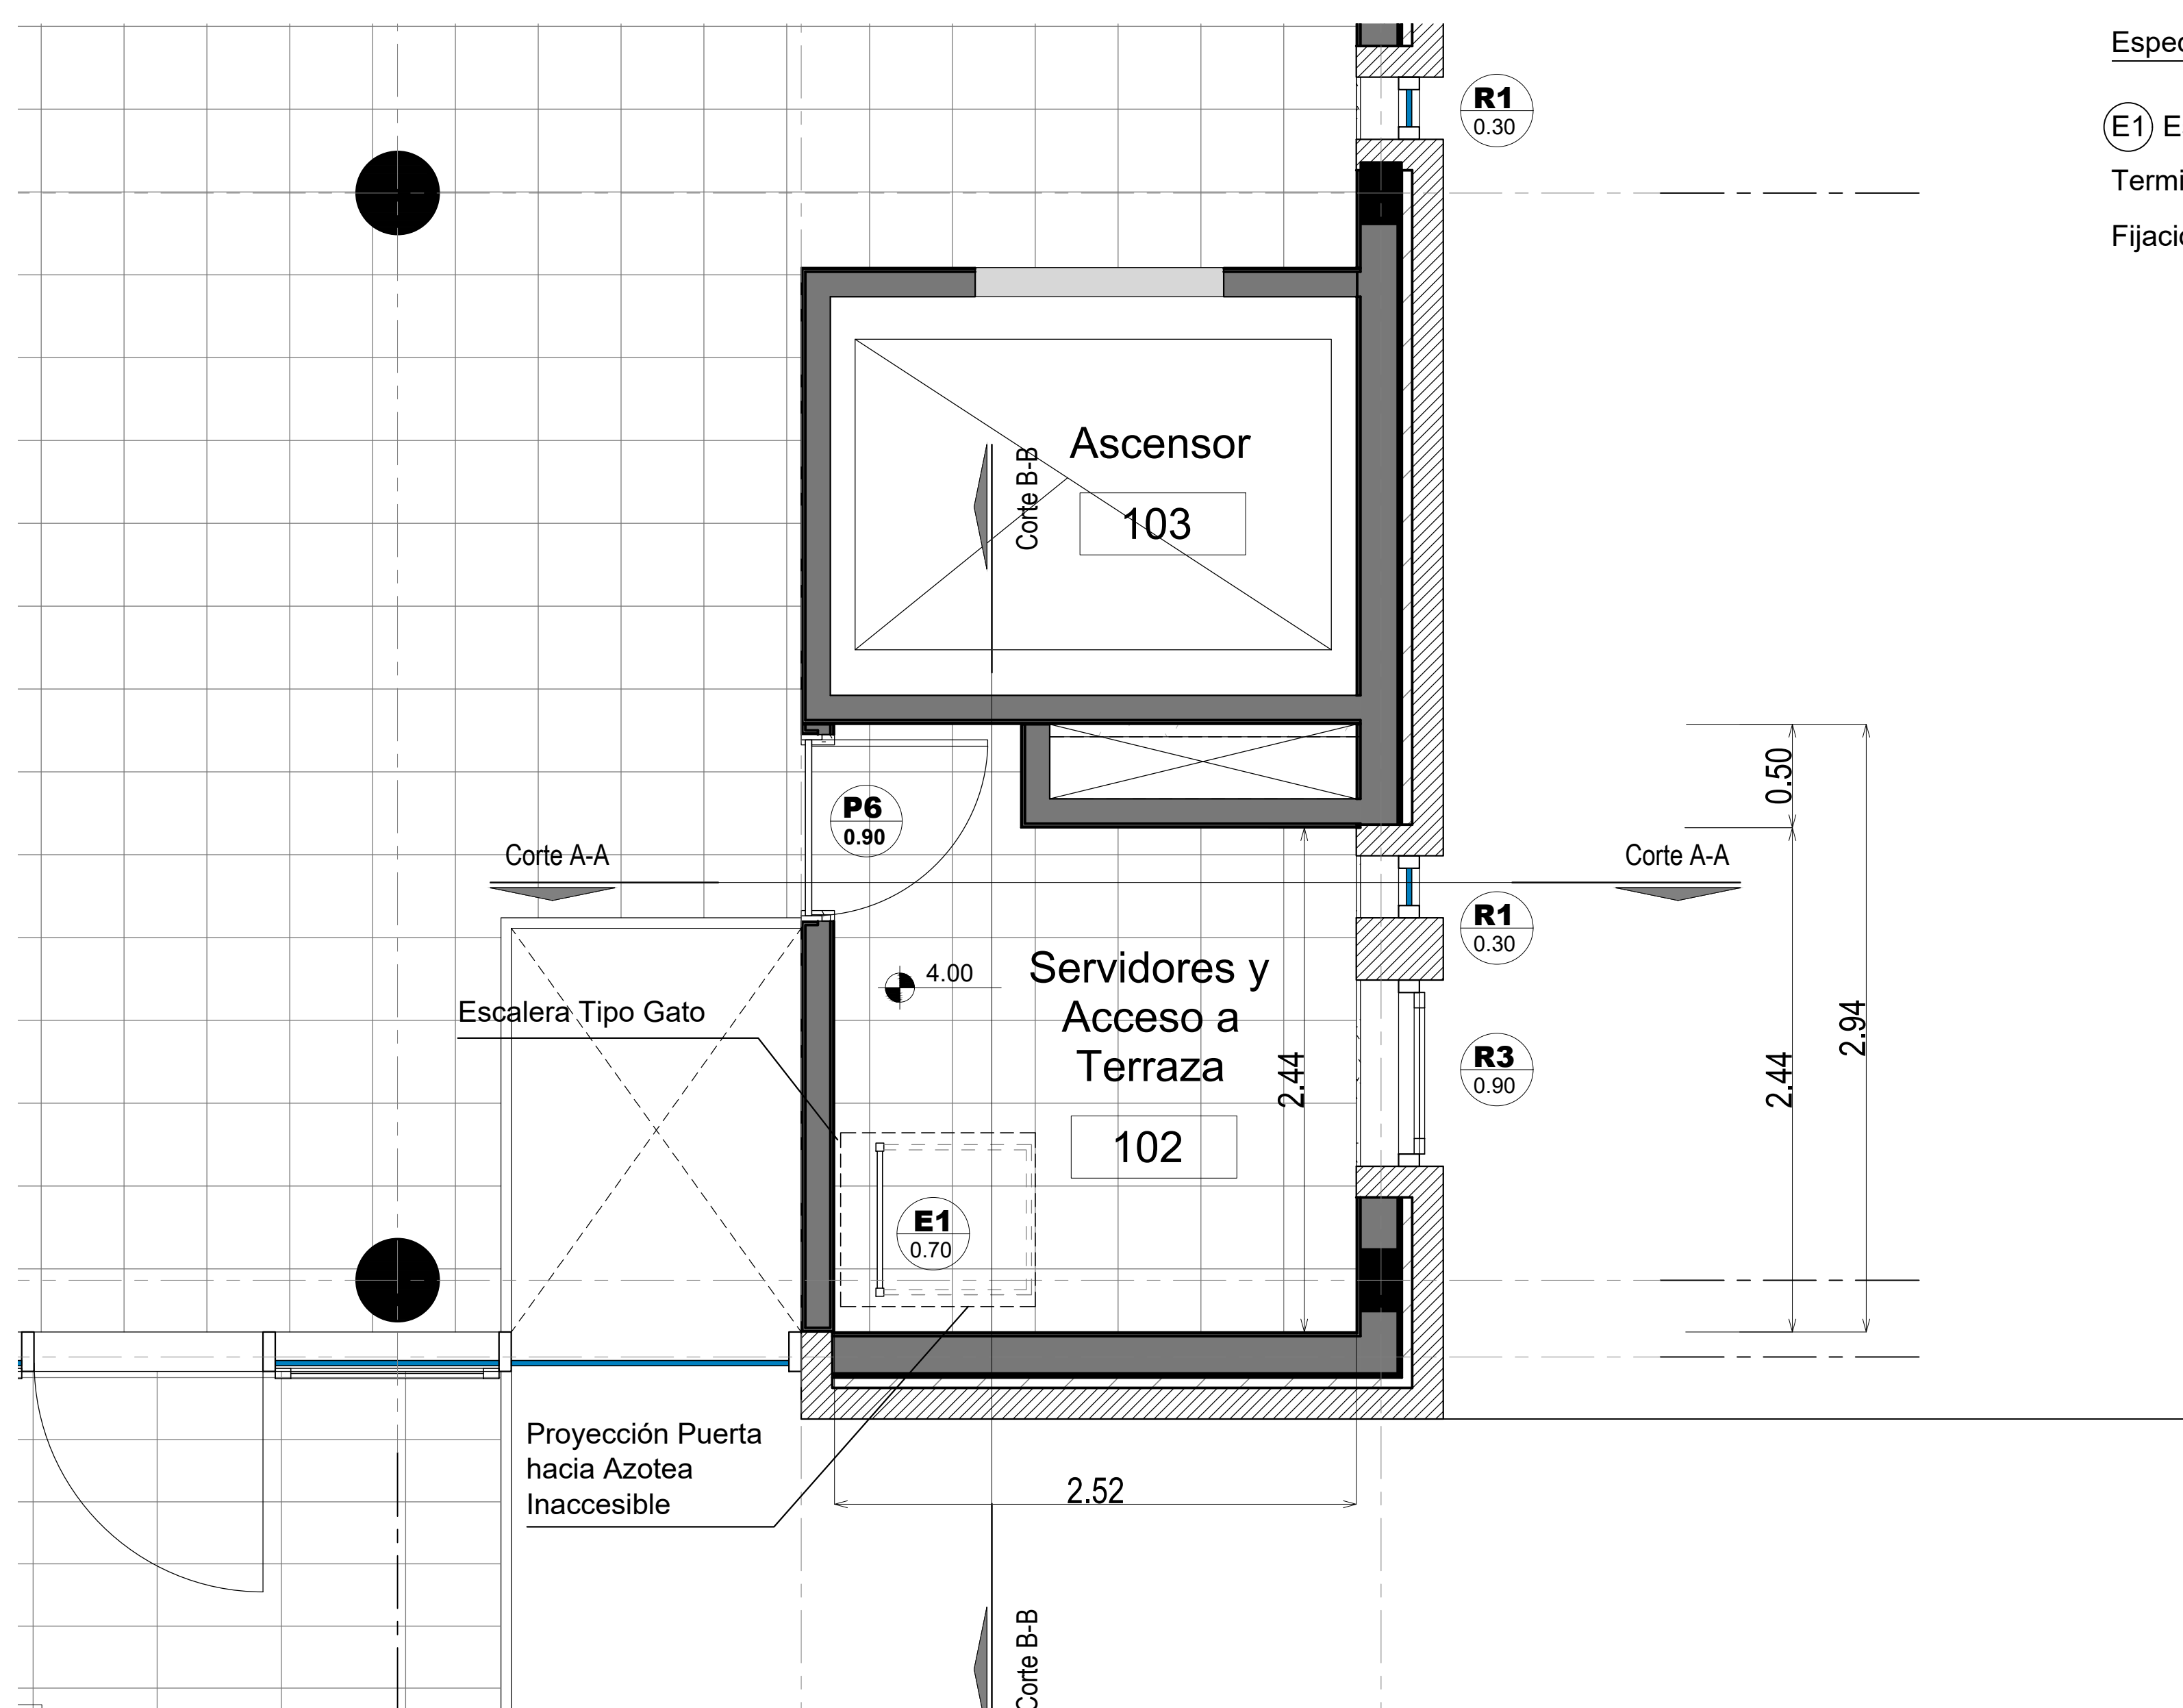 Espec
R1
0.30
E1 E
Termi
Fijació
Ascensor
Corte B-B
103
0.50
P6
0.90
Corte A-A
Corte A-A
R1
0.30
Servidores y
Acceso a
Terraza
4.00
Escalera Tipo Gato
2.94
R3
0.90
2.44
2.44
102
E1
0.70
Proyección Puerta
hacia Azotea
Inaccesible
2.52
Corte B-B